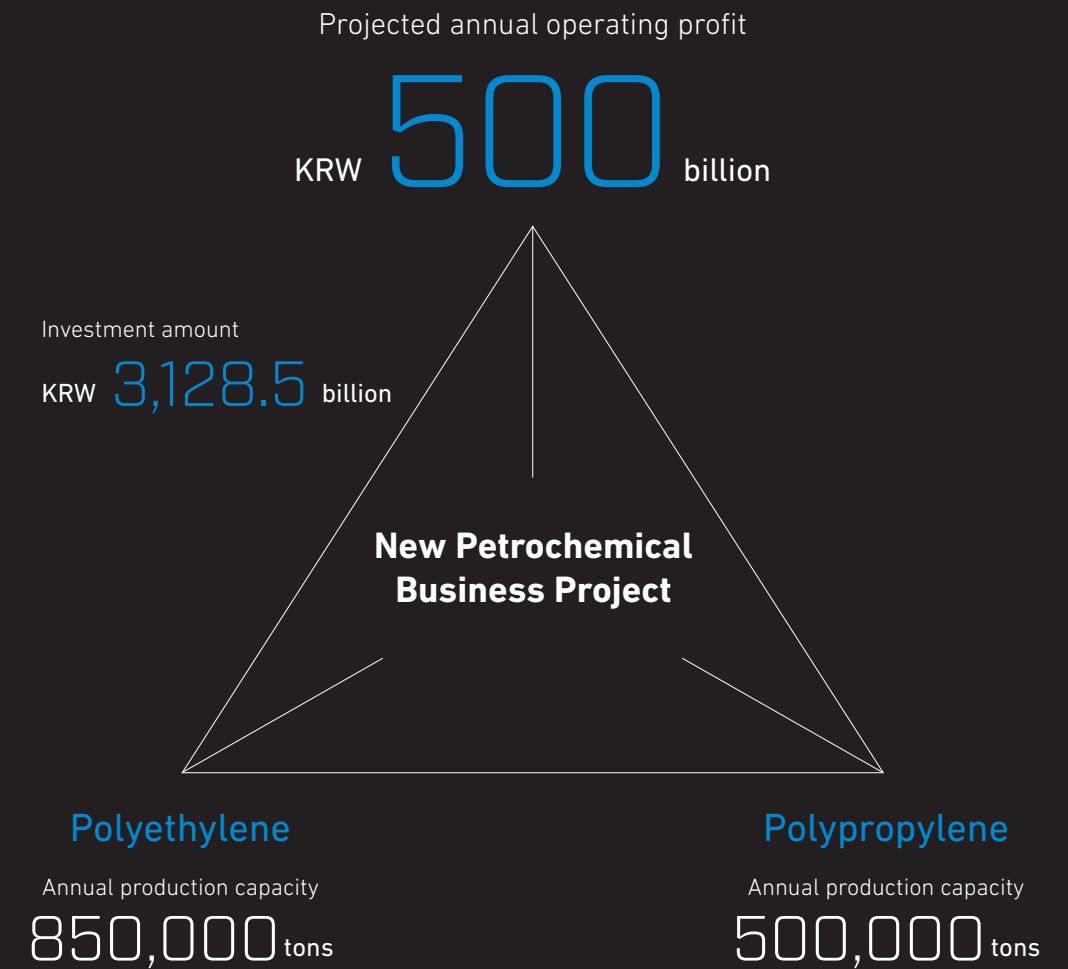 Projected annual operating profit
KRW 500 billion
Investment amount
KRW 3,128.5 billion
New Petrochemical
Business Project
Polyethylene
Annual production capacity
850,000 tons
Polypropylene
Annual production capacity
500,000 tons